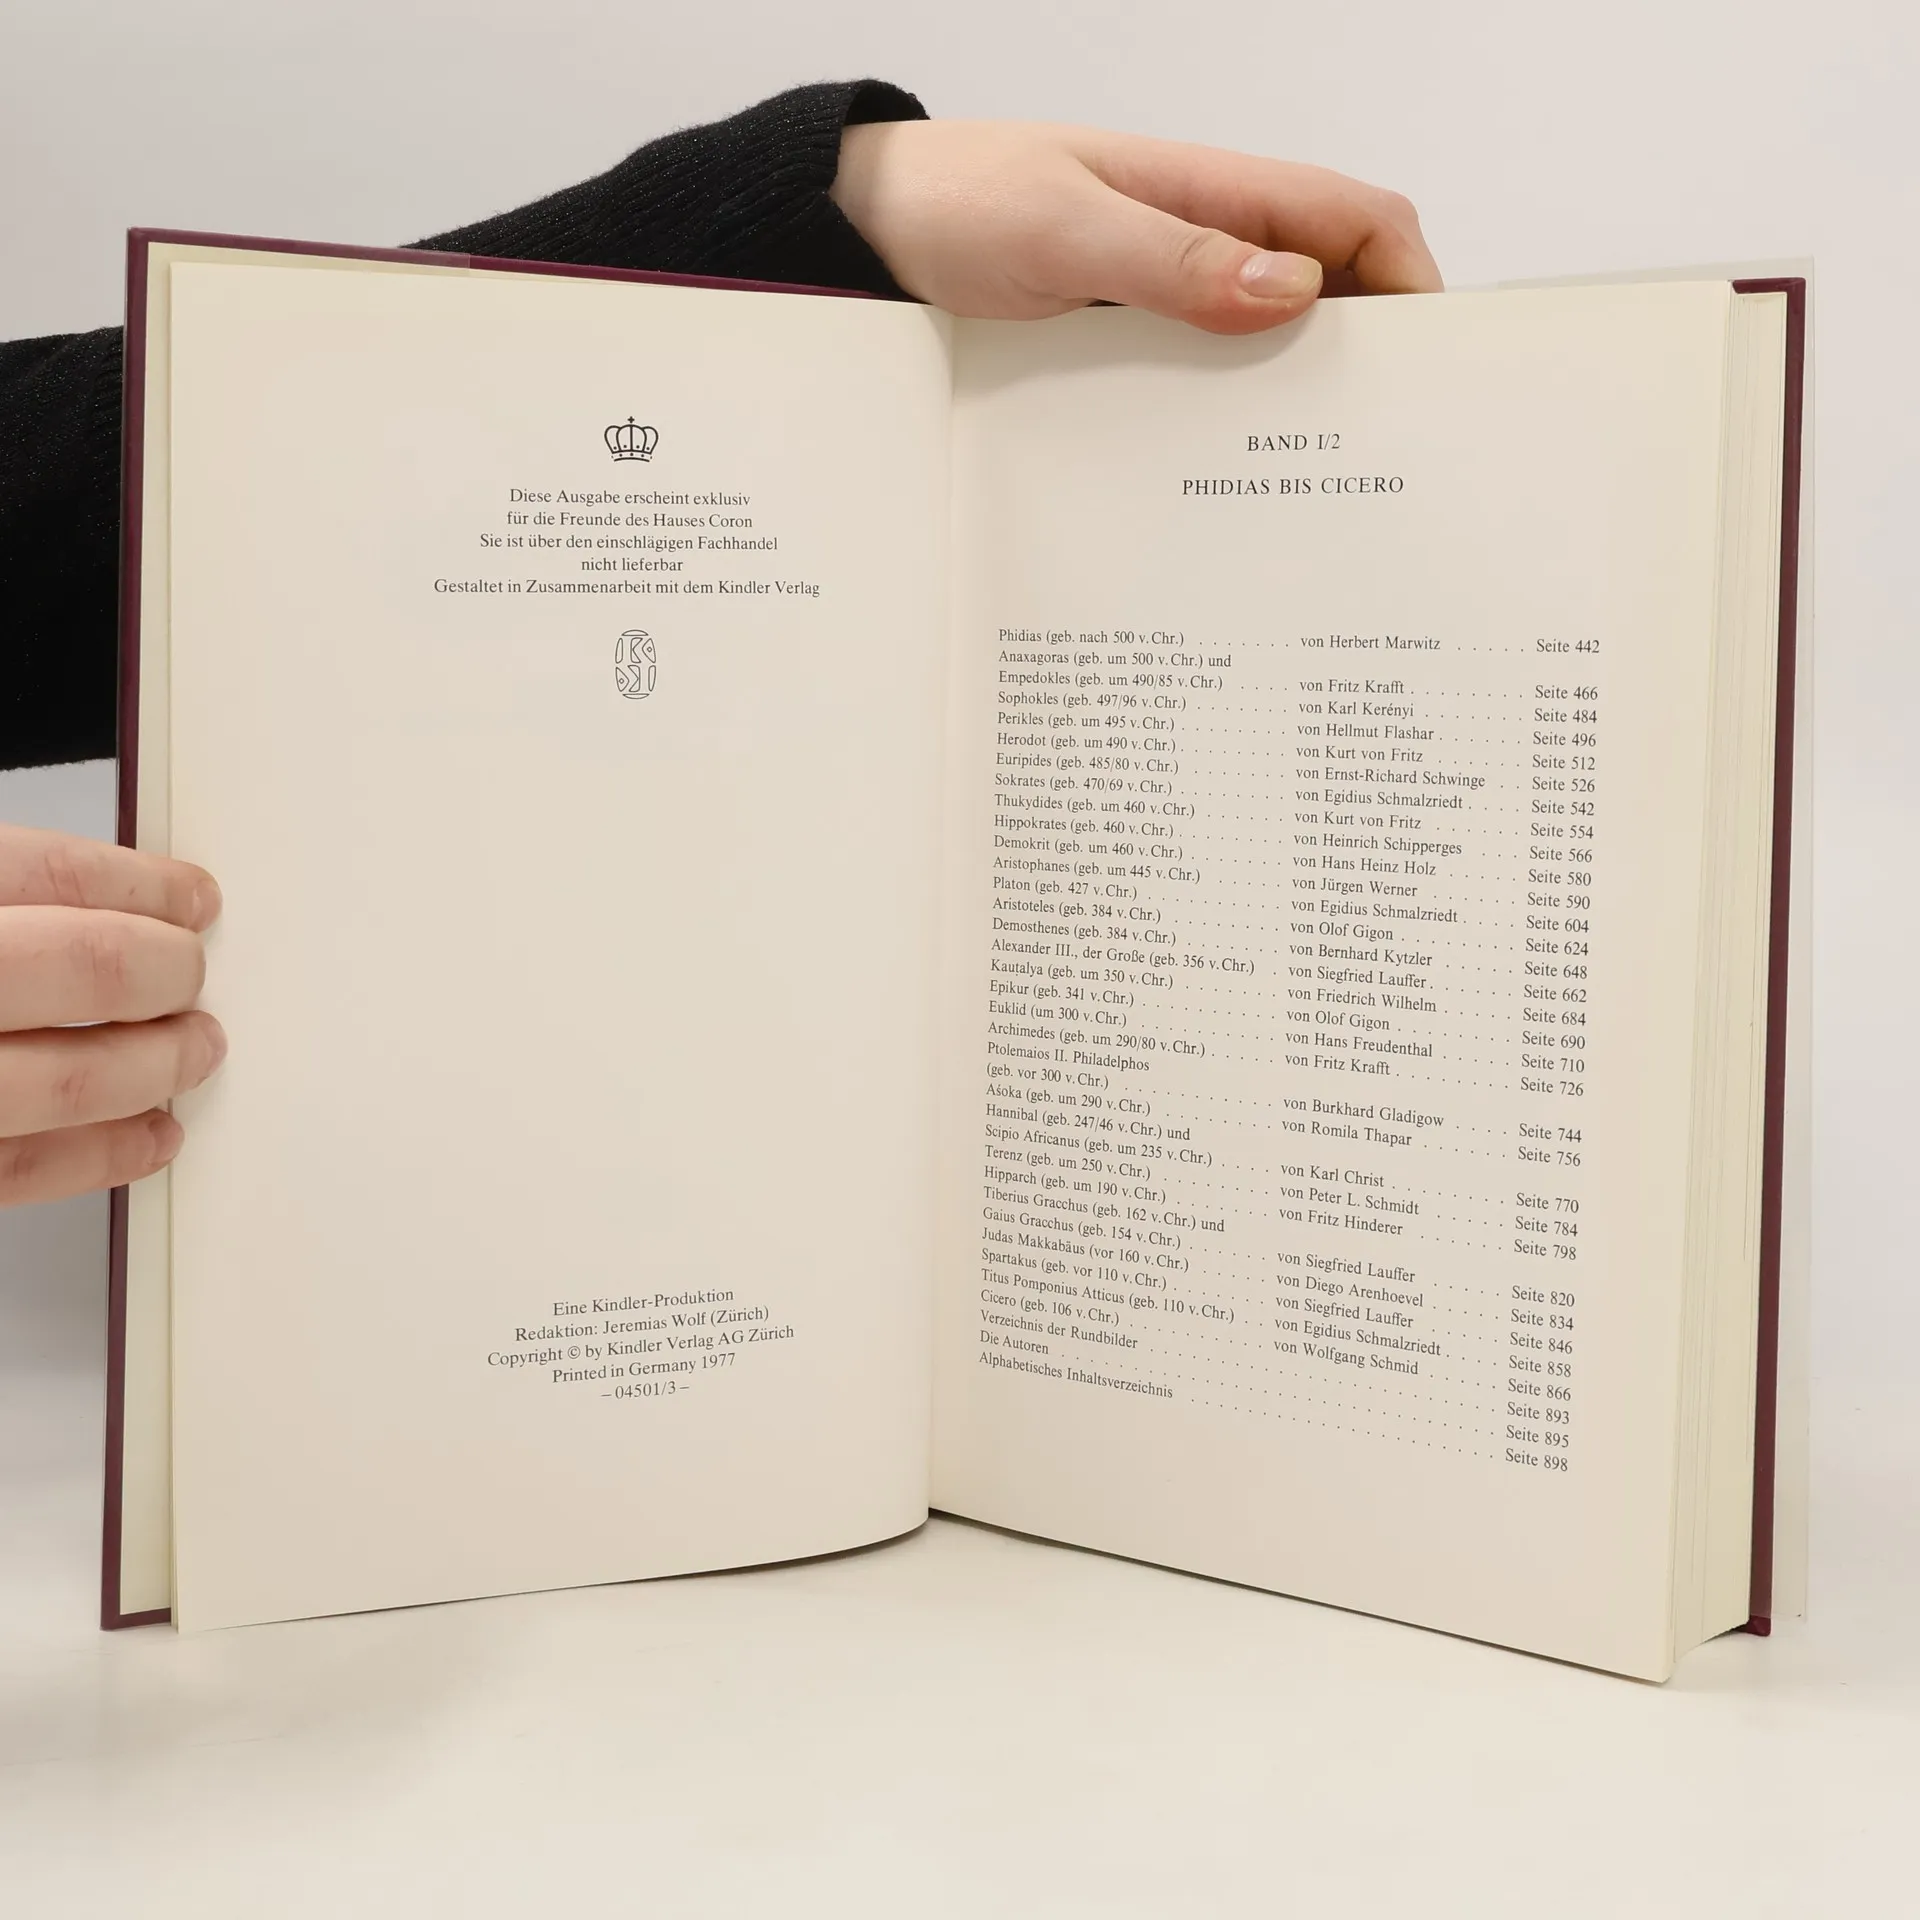 Diese Ausgabe erscheint exklusiv
für die Freunde des Hauses Coron
Sie ist über den einschlägigen Fachhandel
nicht lieferbar
Gestaltet in Zusammenarbeit mit dem Kindler Verlag
Eine Kindler-Produktion
Redaktion: Jeremias Wolf (Zürich)
Copyright © by Kindler Verlag AG Zürich
Printed in Germany 1977
– 04501/3 –
BAND I/2
PHIDIAS BIS CICERO
Phidias (geb. nach 500 v. Chr.) . . . . . . . von Herbert Marwitz . . . . . Seite 442
Anaxagoras (geb. um 500 v. Chr.) und
Empedokles (geb. um 490/85 v. Chr.) . . . . von Fritz Krafft . . . . . . . . Seite 466
Sophokles (geb. 497/96 v. Chr.) . . . . . . . von Karl Kerényi . . . . . . . Seite 484
Perikles (geb. um 495 v. Chr.) . . . . . . . . von Hellmut Flashar . . . . . . Seite 496
Herodot (geb. um 490 v. Chr.) . . . . . . . . von Kurt von Fritz . . . . . . Seite 512
Euripides (geb. 485/80 v. Chr.) . . . . . . . von Ernst-Richard Schwinge . . Seite 526
Sokrates (geb. 470/69 v. Chr.) . . . . . . . . von Egidius Schmalzriedt . . . . Seite 542
Thukydides (geb. um 460 v. Chr.) . . . . . . von Kurt von Fritz . . . . . . Seite 554
Hippokrates (geb. 460 v. Chr.) . . . . . . . . von Heinrich Schipperges . . . Seite 566
Demokrit (geb. um 460 v. Chr.) . . . . . . . von Hans Heinz Holz . . . . . Seite 580
Aristophanes (geb. um 445 v. Chr.) . . . . . von Jürgen Werner . . . . . . Seite 590
Platon (geb. 427 v. Chr.) . . . . . . . . . . von Egidius Schmalzriedt . . . . Seite 604
Aristoteles (geb. 384 v. Chr.) . . . . . . . . von Olof Gigon . . . . . . . . Seite 624
Demosthenes (geb. 384 v. Chr.) . . . . . . . von Bernhard Kytzler . . . . . Seite 648
Alexander III., der Große (geb. 356 v. Chr.) . von Siegfried Lauffer . . . . . . Seite 662
Kauṭalya (geb. um 350 v. Chr.) . . . . . . . von Friedrich Wilhelm . . . . . Seite 684
Epikur (geb. 341 v. Chr.) . . . . . . . . . . von Olof Gigon . . . . . . . . Seite 690
Euklid (um 300 v. Chr.) . . . . . . . . . . von Hans Freudenthal . . . . . Seite 710
Archimedes (geb. um 290/80 v. Chr.) . . . . . von Fritz Krafft . . . . . . . . Seite 726
Ptolemaios II. Philadelphos
(geb. vor 300 v. Chr.) . . . . . . . . . . . von Burkhard Gladigow . . . . Seite 744
Aśoka (geb. um 290 v. Chr.) . . . . . . . . von Romila Thapar . . . . . . Seite 756
Hannibal (geb. 247/46 v. Chr.) und
Scipio Africanus (geb. um 235 v. Chr.) . . . . von Karl Christ . . . . . . . . Seite 770
Terenz (geb. um 250 v. Chr.) . . . . . . . . von Peter L. Schmidt . . . . . Seite 784
Hipparch (geb. um 190 v. Chr.) . . . . . . . von Fritz Hinderer . . . . . . Seite 798
Tiberius Gracchus (geb. 162 v. Chr.) und
Gaius Gracchus (geb. 154 v. Chr.) . . . . . . von Siegfried Lauffer . . . . . Seite 820
Judas Makkabäus (vor 160 v. Chr.) . . . . . von Diego Arenhoevel . . . . . Seite 834
Spartakus (geb. vor 110 v. Chr.) . . . . . . . von Siegfried Lauffer . . . . . Seite 846
Titus Pomponius Atticus (geb. 110 v. Chr.) . . von Egidius Schmalzriedt . . . . Seite 858
Cicero (geb. 106 v. Chr.) . . . . . . . . . . von Wolfgang Schmid . . . . . Seite 866
Verzeichnis der Rundbilder . . . . . . . . . . . . . . . . . . Seite 893
Die Autoren . . . . . . . . . . . . . . . . . . . . . . Seite 895
Alphabetisches Inhaltsverzeichnis . . . . . . . . . . . . . . . . Seite 898